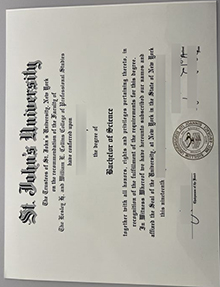 St. John's University
The Trustees of St. John's University, New York
on the recommendation of the Faculty of
The Lesley H. and William L. Collins College of Professional Studies
have conferred upon
the degree of
Bachelor of Science
together with all honors, rights and privileges pertaining thereto, in
recognition of the fulfillment of the requirements for this degree.
In Witness Whereof we have hereunto subscribed our names and
affixed the Seal of the University, at New York in the State of New York
this nineteenth